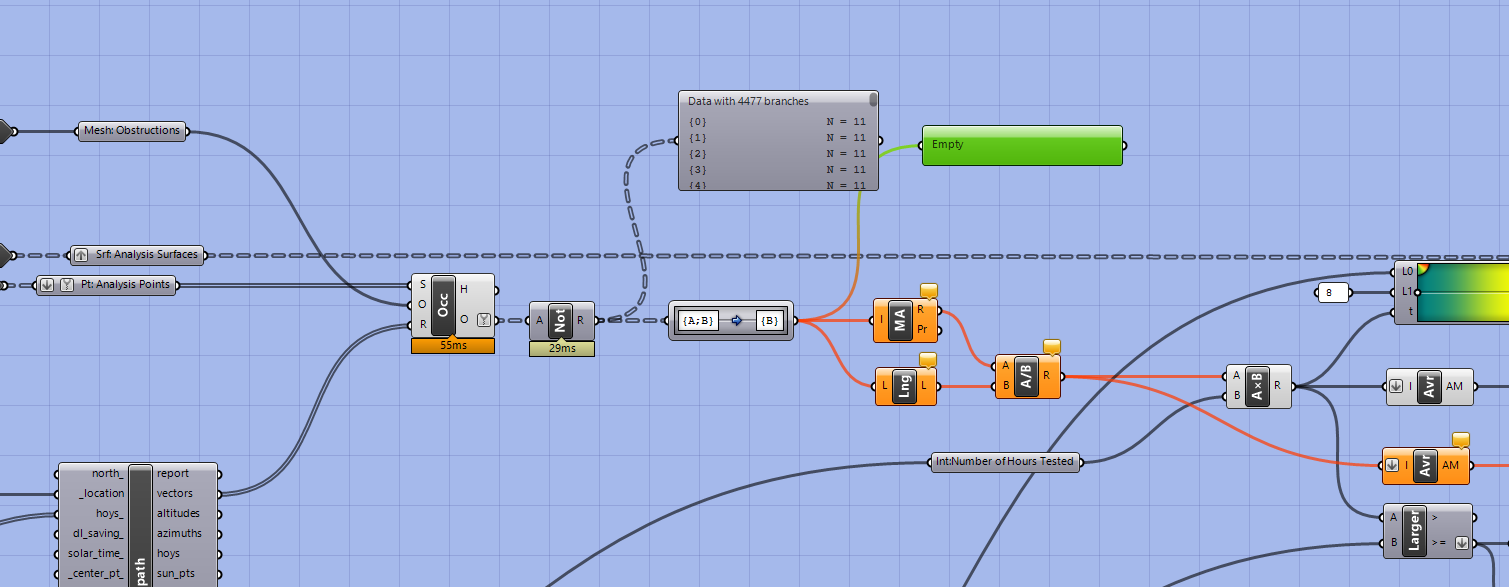 Data with 4477 branches
{0} N = 11
{1} N = 11
{2} N = 11
{3} N = 11
{4} N = 11
Empty
Mesh: Obstructions
Srf: Analysis Surfaces
Pt: Analysis Points
S
O
R
Occ
H
O
55ms
A
Not
R
29ms
{A;B}
{B}
I
MA
R
Pr
L
Lng
L
A
B
A/B
R
A
B
A×B
R
8
L0
L1
t
I
Avr
AM
I
Avr
AM
Int:Number of Hours Tested
A
B
Larger
>
>=
north_
_location
hoys_
dl_saving_
solar_time_
_center_pt_
path
report
vectors
altitudes
azimuths
hoys
sun_pts